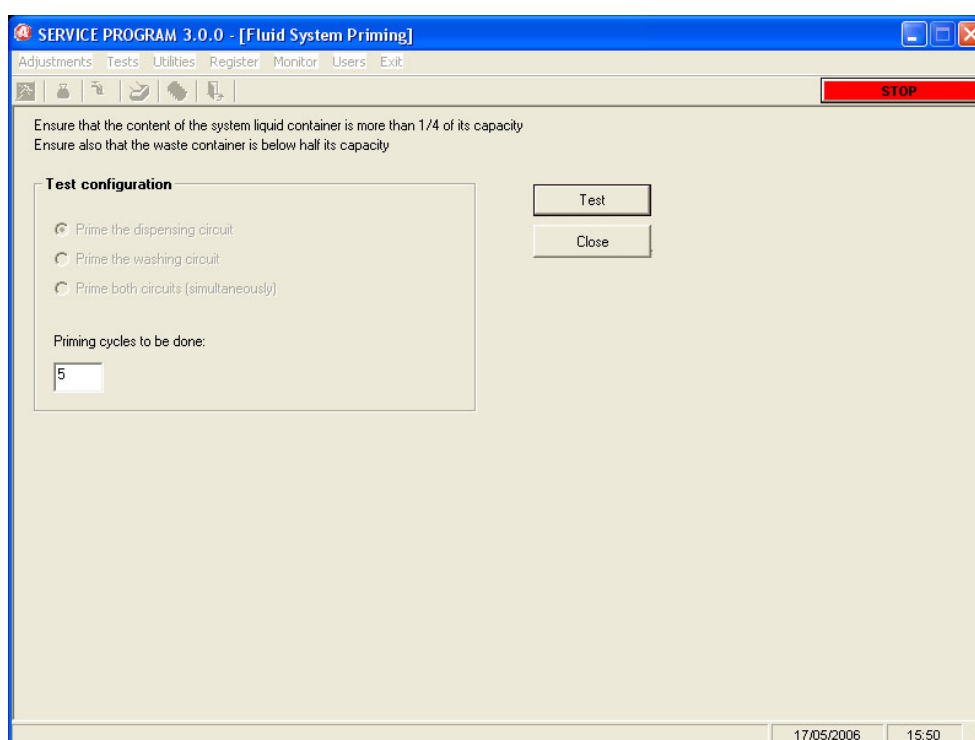 SERVICE PROGRAM 3.0.0 - [Fluid System Priming]
Adjustments Tests Utilities Register Monitor Users Exit
STOP
Ensure that the content of the system liquid container is more than 1/4 of its capacity
Ensure also that the waste container is below half its capacity
Test configuration
Prime the dispensing circuit
Prime the washing circuit
Prime both circuits (simultaneously)
Priming cycles to be done:
5
Test
Close
17/05/2006 15:50